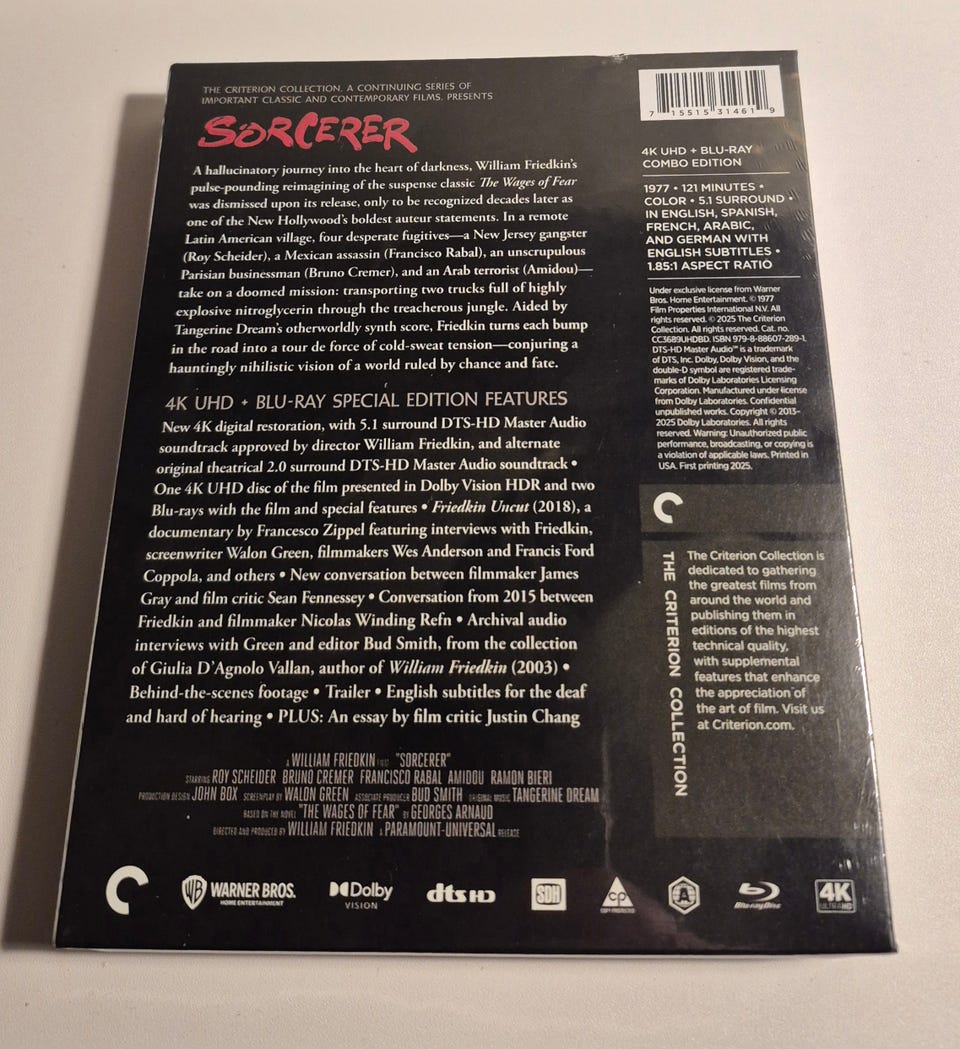 THE CRITERION COLLECTION, A CONTINUING SERIES OF
IMPORTANT CLASSIC AND CONTEMPORARY FILMS, PRESENTS
SORCERER
A hallucinatory journey into the heart of darkness, William Friedkin's
pulse-pounding reimagining of the suspense classic The Wages of Fear
was dismissed upon its release, only to be recognized decades later as
one of the New Hollywood's boldest auteur statements. In a remote
Latin American village, four desperate fugitives—a New Jersey gangster
(Roy Scheider), a Mexican assassin (Francisco Rabal), an unscrupulous
Parisian businessman (Bruno Cremer), and an Arab terrorist (Amidou)—
take on a doomed mission: transporting two trucks full of highly
explosive nitroglycerin through the treacherous jungle. Aided by
Tangerine Dream's otherworldly synth score, Friedkin turns each bump
in the road into a tour de force of cold-sweat tension—conjuring a
hauntingly nihilistic vision of a world ruled by chance and fate.
4K UHD + BLU-RAY SPECIAL EDITION FEATURES
New 4K digital restoration, with 5.1 surround DTS-HD Master Audio
soundtrack approved by director William Friedkin, and alternate
original theatrical 2.0 surround DTS-HD Master Audio soundtrack •
One 4K UHD disc of the film presented in Dolby Vision HDR and two
Blu-rays with the film and special features • Friedkin Uncut (2018), a
documentary by Francesco Zippel featuring interviews with Friedkin,
screenwriter Walon Green, filmmakers Wes Anderson and Francis Ford
Coppola, and others • New conversation between filmmaker James
Gray and film critic Sean Fennessey • Conversation from 2015 between
Friedkin and filmmaker Nicolas Winding Refn • Archival audio
interviews with Green and editor Bud Smith, from the collection
of Giulia D'Agnolo Vallan, author of William Friedkin (2003) •
Behind-the-scenes footage • Trailer • English subtitles for the deaf
and hard of hearing • PLUS: An essay by film critic Justin Chang
A WILLIAM FRIEDKIN FILM "SORCERER"
STARRING ROY SCHEIDER BRUNO CREMER FRANCISCO RABAL AMIDOU RAMON BIERI
PRODUCTION DESIGN JOHN BOX SCREENPLAY BY WALON GREEN ASSOCIATE PRODUCER BUD SMITH ORIGINAL MUSIC TANGERINE DREAM
BASED ON THE NOVEL "THE WAGES OF FEAR" BY GEORGES ARNAUD
DIRECTED AND PRODUCED BY WILLIAM FRIEDKIN A PARAMOUNT-UNIVERSAL RELEASE
7 15515 31461 9
4K UHD + BLU-RAY
COMBO EDITION
1977 • 121 MINUTES •
COLOR • 5.1 SURROUND •
IN ENGLISH, SPANISH,
FRENCH, ARABIC,
AND GERMAN WITH
ENGLISH SUBTITLES •
1.85:1 ASPECT RATIO
Under exclusive license from Warner
Bros. Home Entertainment. © 1977
Film Properties International N.V. All
rights reserved. © 2025 The Criterion
Collection. All rights reserved. Cat. no.
CC3689UHDBD. ISBN 979-8-88607-289-1.
DTS-HD Master Audio™ is a trademark
of DTS, Inc. Dolby, Dolby Vision, and the
double-D symbol are registered trade-
marks of Dolby Laboratories Licensing
Corporation. Manufactured under license
from Dolby Laboratories. Confidential
unpublished works. Copyright © 2013–
2025 Dolby Laboratories. All rights
reserved. Warning: Unauthorized public
performance, broadcasting, or copying is
a violation of applicable laws. Printed in
USA. First printing 2025.
THE CRITERION COLLECTION
The Criterion Collection is
dedicated to gathering
the greatest films from
around the world and
publishing them in
editions of the highest
technical quality,
with supplemental
features that enhance
the appreciation of
the art of film. Visit us
at Criterion.com.
WB WARNER BROS.
HOME ENTERTAINMENT
Dolby
VISION
dts HD
SDH
cp
COPY PROTECTED
A
Blu-ray Disc
4K
ULTRA HD